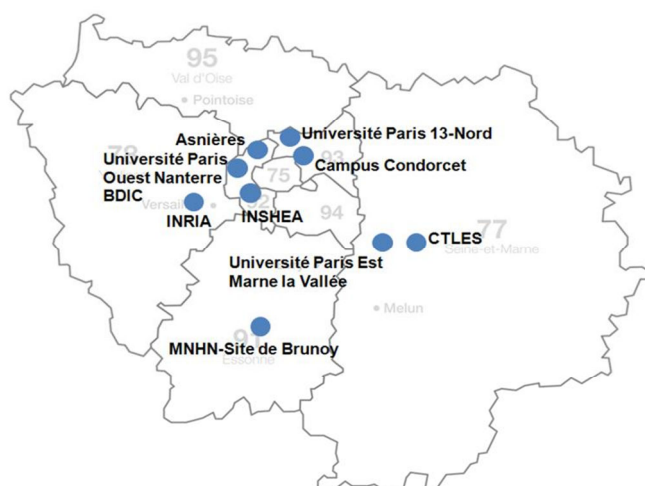 95
Val d'Oise
Pointoise
Asnières
Université Paris 13-Nord
78
93
Université Paris
Ouest Nanterre
BDIC
Campus Condorcet
75
Versailles
92
INRIA
INSHEA
94
77
CTLES
Seine-et-Marne
Université Paris Est
Marne la Vallée
Melun
91
MNHN-Site de Brunoy
Essonne